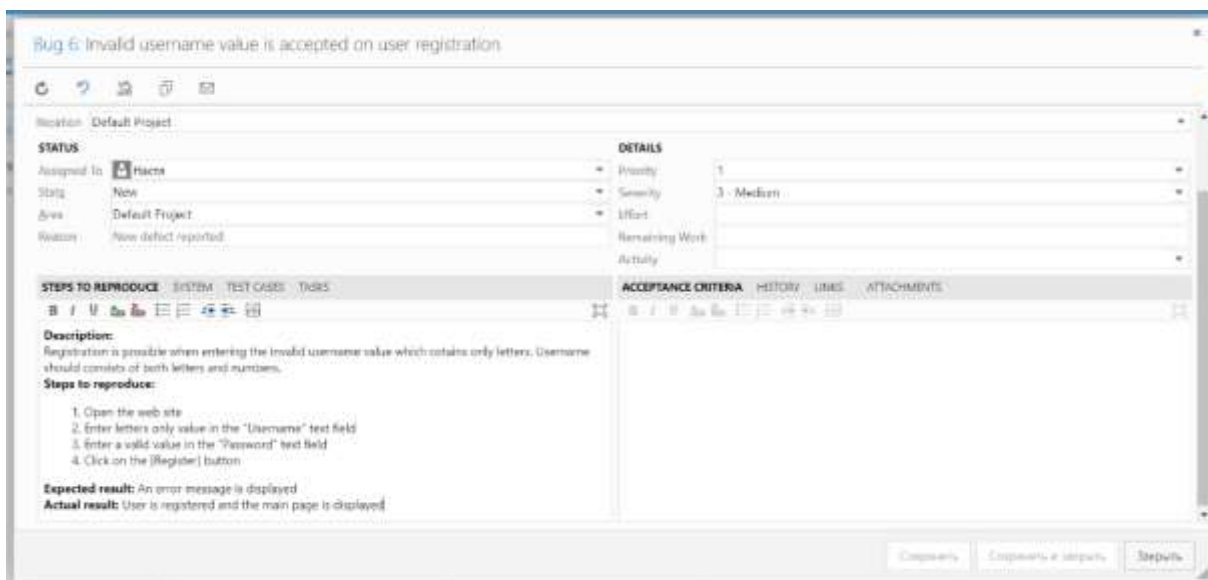 Bug 6: Invalid username value is accepted on user registration
Iteration Default Project
STATUS
DETAILS
Assigned To Настя
Priority 1
State New
Severity 3 - Medium
Area Default Project
Effort
Reason New defect reported
Remaining Work
Activity
STEPS TO REPRODUCE SYSTEM TEST CASES TASKS
ACCEPTANCE CRITERIA HISTORY LINKS ATTACHMENTS
B I U
B I U
Description:
Registration is possible when entering the invalid username value which cotains only letters. Username
should consists of both letters and numbers.
Steps to reproduce:
1. Open the web site
2. Enter letters only value in the "Username" text field
3. Enter a valid value in the "Password" text field
4. Click on the [Register] button
Expected result: An error message is displayed
Actual result: User is registered and the main page is displayed
Сохранить Сохранить и закрыть Закрыть